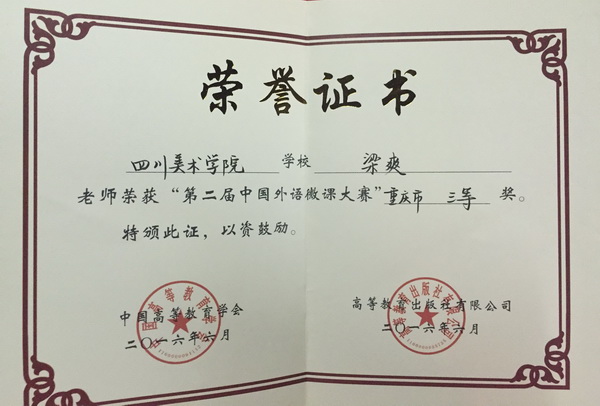 荣誉证书
四川美术学院 学校 梁爽
老师荣获“第二届中国外语微课大赛”重庆市 三等 奖。
特颁此证，以资鼓励。
中国高等教育学会
二〇一六年六月
高等教育出版社有限公司
二〇一六年六月